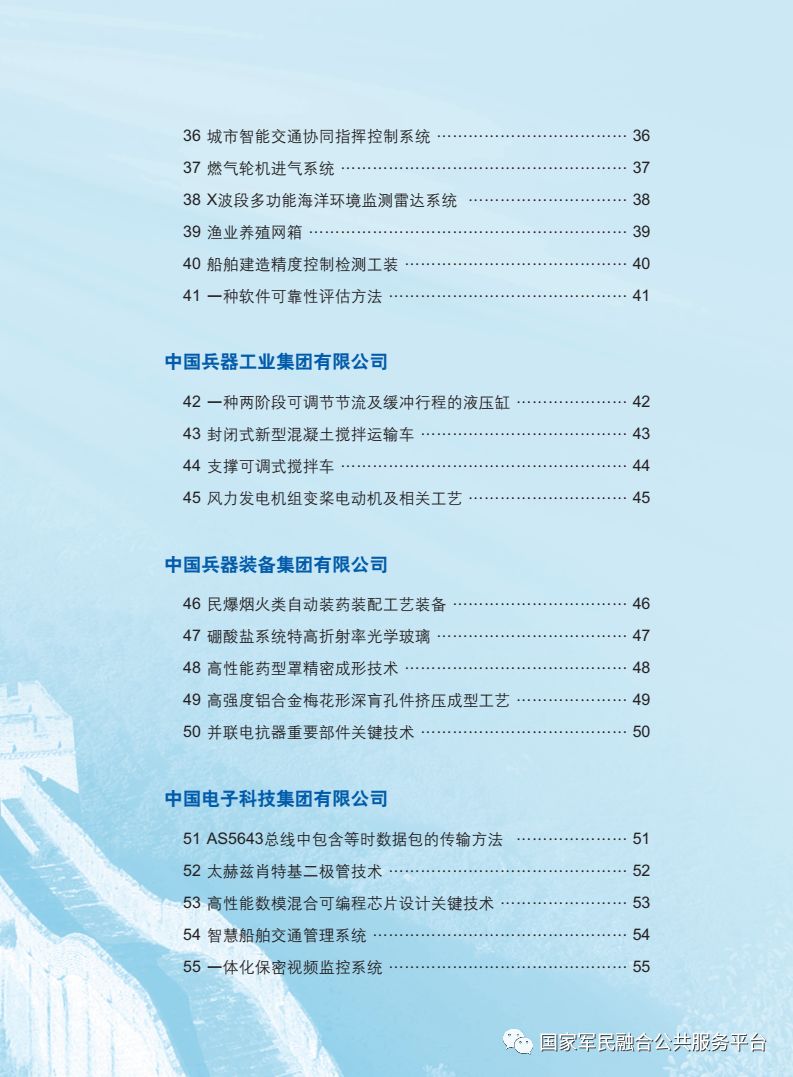 36 城市智能交通协同指挥控制系统 ……………………………… 36
37 燃气轮机进气系统 ……………………………………………… 37
38 X波段多功能海洋环境监测雷达系统 ………………………… 38
39 渔业养殖网箱 …………………………………………………… 39
40 船舶建造精度控制检测工装 …………………………………… 40
41 一种软件可靠性评估方法 ……………………………………… 41
中国兵器工业集团有限公司
42 一种两阶段可调节节流及缓冲行程的液压缸 ………………… 42
43 封闭式新型混凝土搅拌运输车 ………………………………… 43
44 支撑可调式搅拌车 ……………………………………………… 44
45 风力发电机组变桨电动机及相关工艺 ………………………… 45
中国兵器装备集团有限公司
46 民爆烟火类自动装药装配工艺装备 …………………………… 46
47 硼酸盐系统特高折射率光学玻璃 ……………………………… 47
48 高性能药型罩精密成形技术 …………………………………… 48
49 高强度铝合金梅花形深盲孔件挤压成型工艺 ………………… 49
50 并联电抗器重要部件关键技术 ………………………………… 50
中国电子科技集团有限公司
51 AS5643总线中包含等时数据包的传输方法 ………………… 51
52 太赫兹肖特基二极管技术 ……………………………………… 52
53 高性能数模混合可编程芯片设计关键技术 …………………… 53
54 智慧船舶交通管理系统 ………………………………………… 54
55 一体化保密视频监控系统 ……………………………………… 55
国家军民融合公共服务平台